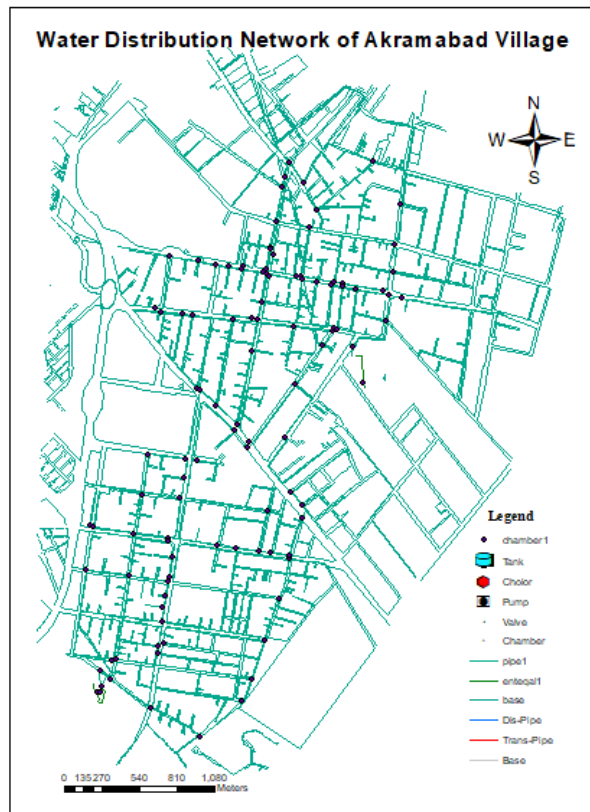 Water Distribution Network of Akramabad Village
N
W E
S
Legend
chamber1
Tank
Cholor
Pump
Valve
Chamber
pipe1
enteqal1
base
Dis-Pipe
Trans-Pipe
Base
0 135 270 540 810 1,080
Meters